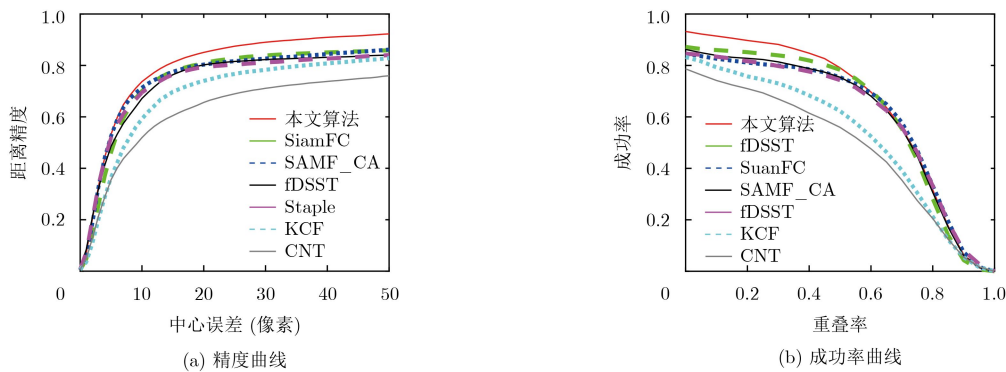 1.0
0.8
0.6
0.4
0.2
0
10
20
30
40
50
距离精度
中心误差 (像素)
本文算法
SiamFC
SAMF_CA
fDSST
Staple
KCF
CNT
(a) 精度曲线
1.0
0.8
0.6
0.4
0.2
0
0.2
0.4
0.6
0.8
1.0
成功率
重叠率
本文算法
fDSST
SuanFC
SAMF_CA
fDSST
KCF
CNT
(b) 成功率曲线